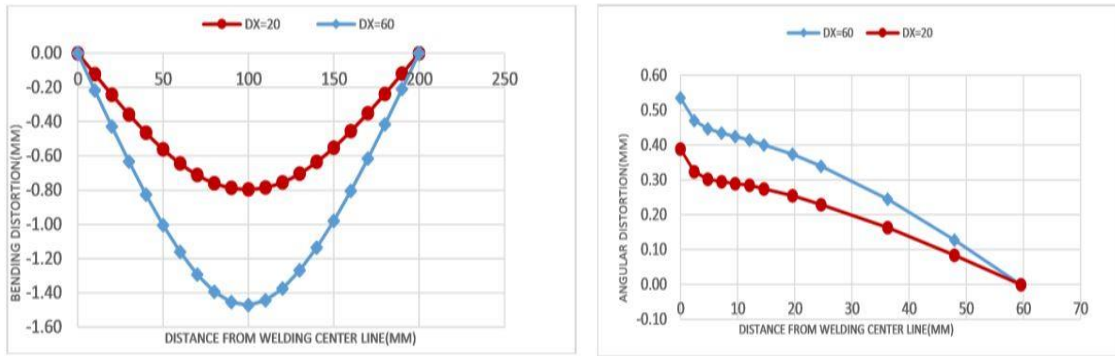 DX=20 DX=60
0.00
0 50 100 150 200 250
-0.20
-0.40
-0.60
-0.80
-1.00
-1.20
-1.40
-1.60
BENDING DISTORTION(MM)
DISTANCE FROM WELDING CENTER LINE(MM)
DX=60 DX=20
0.60
0.50
0.40
0.30
0.20
0.10
0.00
-0.10
0 10 20 30 40 50 60 70
ANGULAR DISTORTION(MM)
DISTANCE FROM WELDING CENTER LINE(MM)